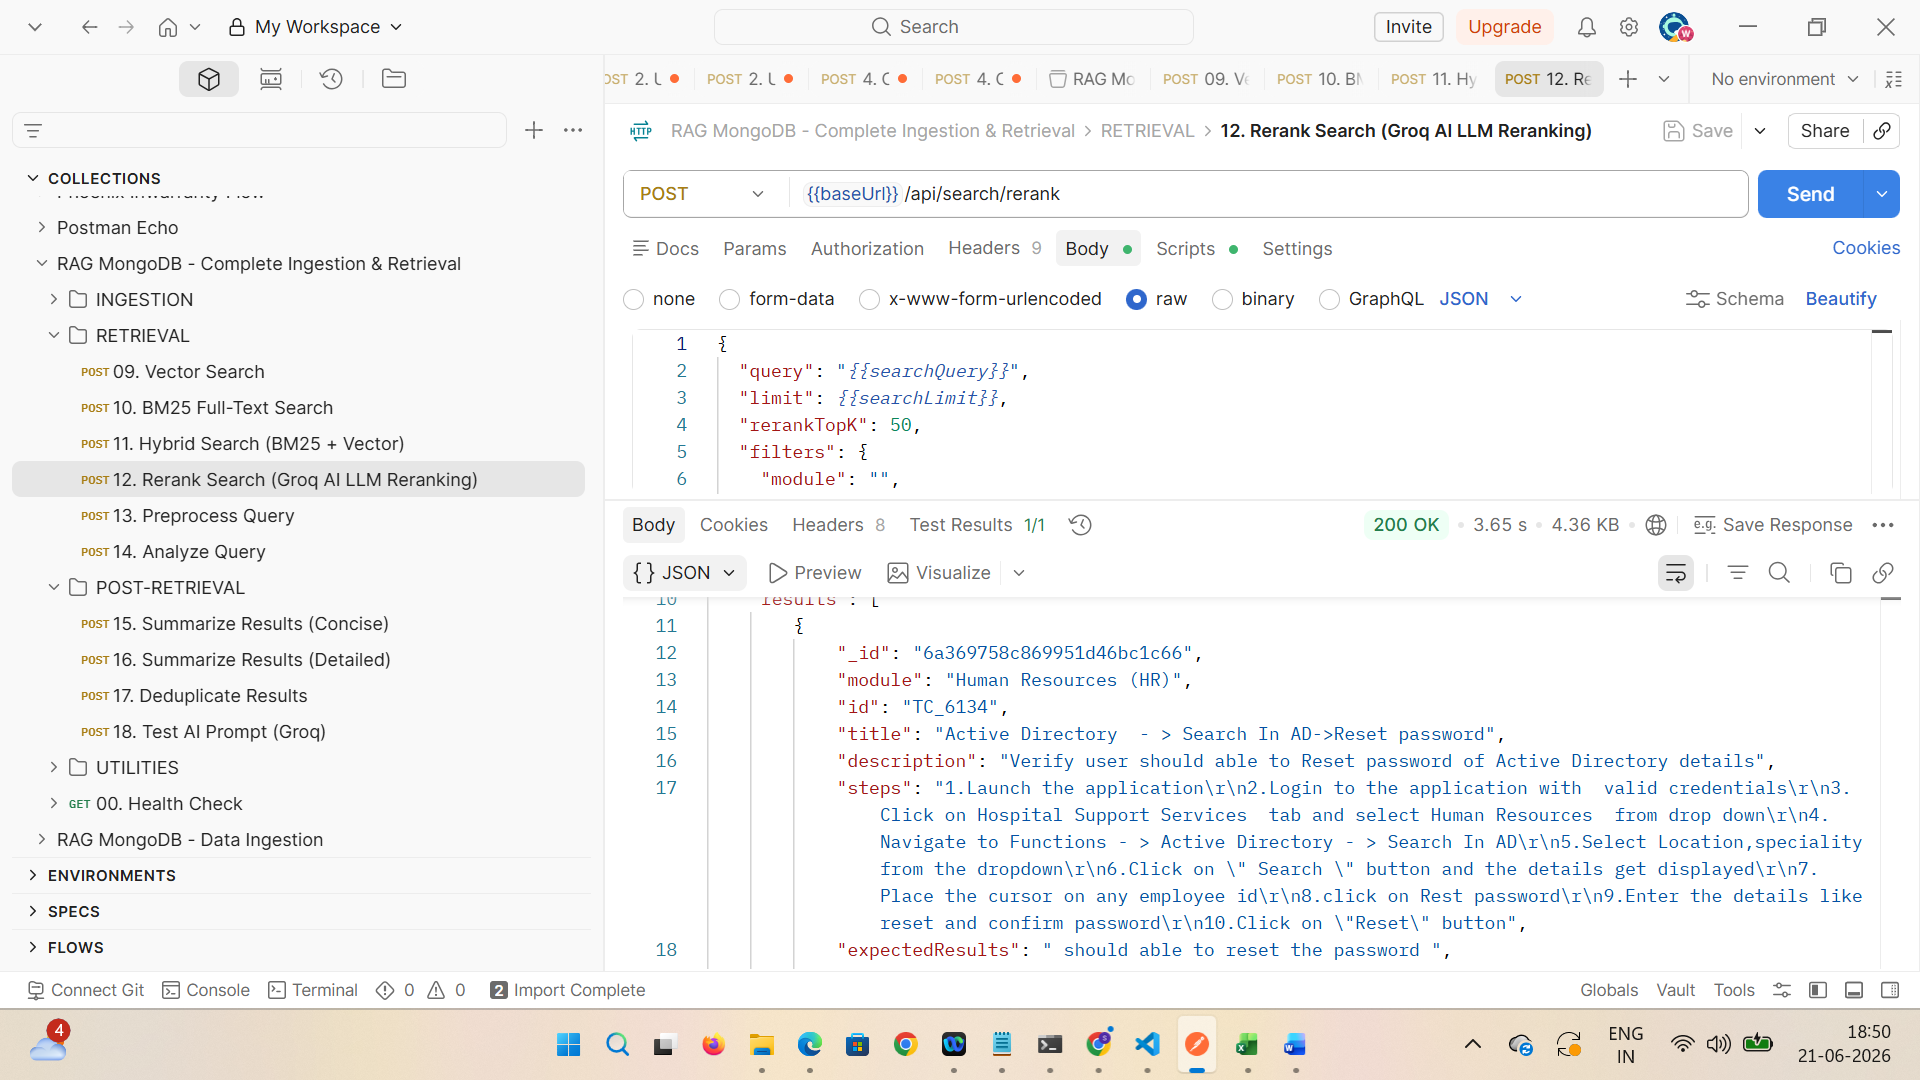 My Workspace
Search
Invite
Upgrade
POST 2. U
POST 2. U
POST 4. C
POST 4. C
RAG Mo
POST 09. Ve
POST 10. BM
POST 11. Hy
POST 12. Re
No environment
RAG MongoDB - Complete Ingestion & Retrieval > RETRIEVAL > 12. Rerank Search (Groq AI LLM Reranking)
Save
Share
COLLECTIONS
Postman Echo
RAG MongoDB - Complete Ingestion & Retrieval
INGESTION
RETRIEVAL
POST 09. Vector Search
POST 10. BM25 Full-Text Search
POST 11. Hybrid Search (BM25 + Vector)
POST 12. Rerank Search (Groq AI LLM Reranking)
POST 13. Preprocess Query
POST 14. Analyze Query
POST-RETRIEVAL
POST 15. Summarize Results (Concise)
POST 16. Summarize Results (Detailed)
POST 17. Deduplicate Results
POST 18. Test AI Prompt (Groq)
UTILITIES
GET 00. Health Check
RAG MongoDB - Data Ingestion
ENVIRONMENTS
SPECS
FLOWS
HTTP
POST
{{baseUrl}} /api/search/rerank
Send
Docs
Params
Authorization
Headers 9
Body
Scripts
Settings
Cookies
none
form-data
x-www-form-urlencoded
raw
binary
GraphQL
JSON
Schema
Beautify
1 {
2 "query": "{{searchQuery}}",
3 "limit": {{searchLimit}},
4 "rerankTopK": 50,
5 "filters": {
6 "module": "",
Body
Cookies
Headers 8
Test Results 1/1
200 OK
3.65 s
4.36 KB
e.g. Save Response
{} JSON
Preview
Visualize
10 results : [
11 {
12 "_id": "6a369758c869951d46bc1c66",
13 "module": "Human Resources (HR)",
14 "id": "TC_6134",
15 "title": "Active Directory  - > Search In AD->Reset password",
16 "description": "Verify user should able to Reset password of Active Directory details",
17 "steps": "1.Launch the application\r\n2.Login to the application with  valid credentials\r\n3.
Click on Hospital Support Services  tab and select Human Resources  from drop down\r\n4.
Navigate to Functions - > Active Directory - > Search In AD\r\n5.Select Location,speciality
from the dropdown\r\n6.Click on \" Search \" button and the details get displayed\r\n7.
Place the cursor on any employee id\r\n8.click on Rest password\r\n9.Enter the details like
reset and confirm password\r\n10.Click on \"Reset\" button",
18 "expectedResults": " should able to reset the password ",
Connect Git
Console
Terminal
0
0
2 Import Complete
Globals
Vault
Tools
4
ENG
IN
18:50
21-06-2026